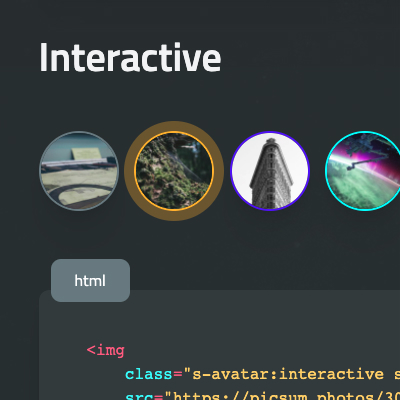 Interactive
html
<img
class="s-avatar:interactive s
src="https://picsum.photos/30